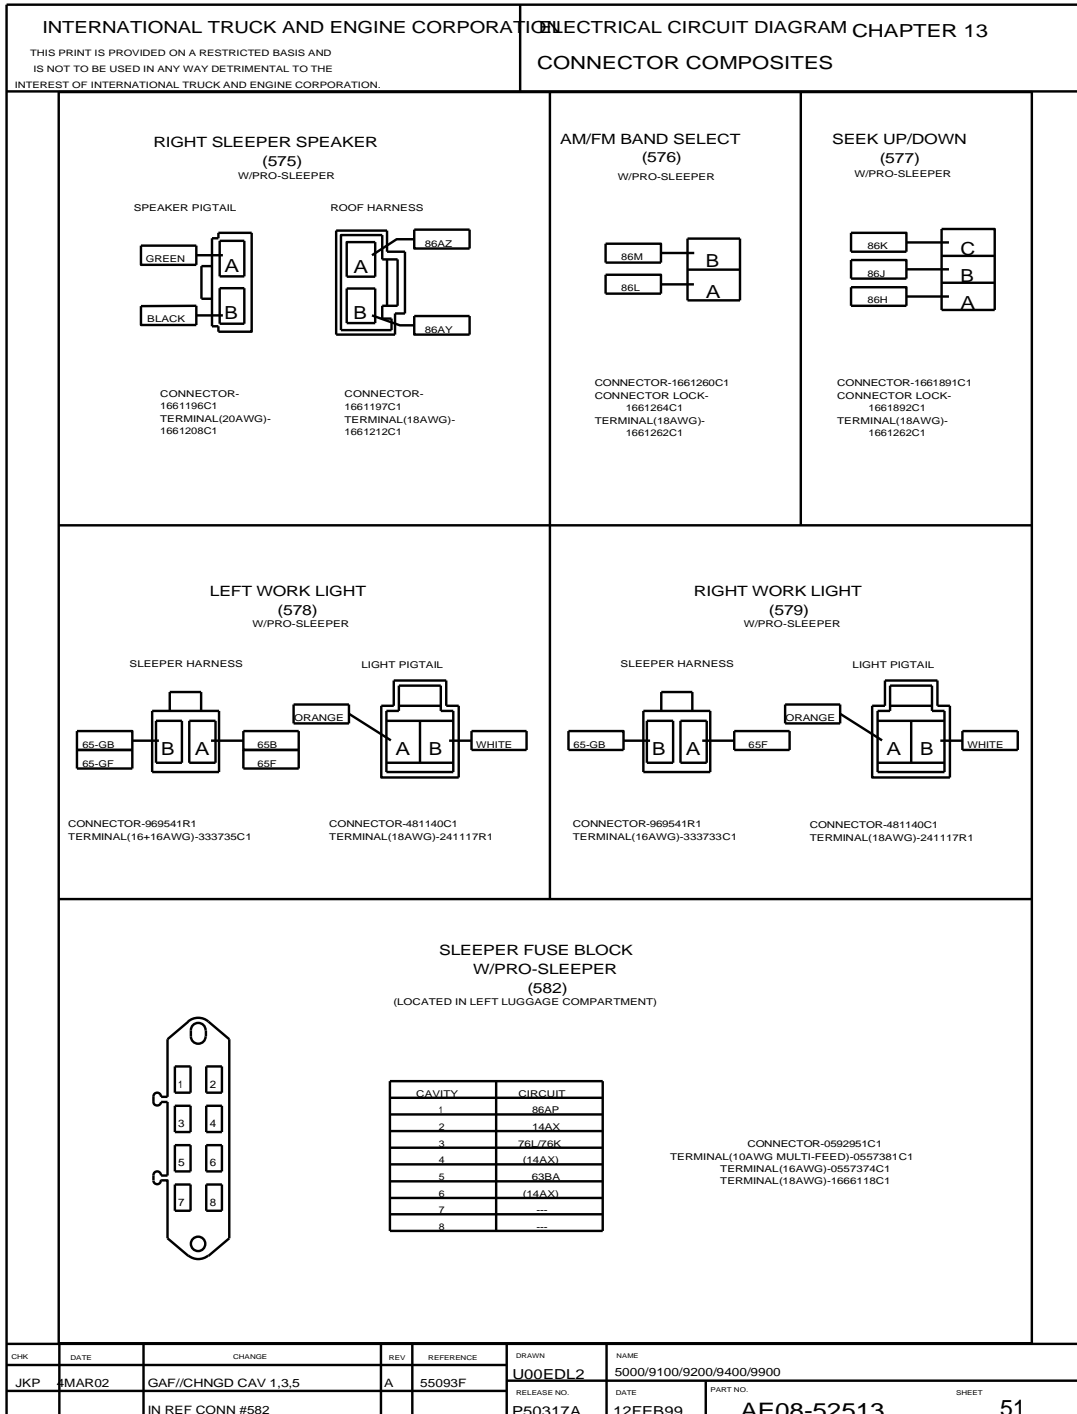 INTERNATIONAL TRUCK AND ENGINE CORPORATION
THIS PRINT IS PROVIDED ON A RESTRICTED BASIS AND
IS NOT TO BE USED IN ANY WAY DETRIMENTAL TO THE
INTEREST OF INTERNATIONAL TRUCK AND ENGINE CORPORATION.
ELECTRICAL CIRCUIT DIAGRAM CHAPTER 13
CONNECTOR COMPOSITES
RIGHT SLEEPER SPEAKER
(575)
W/PRO-SLEEPER
SPEAKER PIGTAIL
GREEN
A
BLACK
B
CONNECTOR-
1661196C1
TERMINAL(20AWG)-
1661208C1
ROOF HARNESS
86AZ
A
B
86AY
CONNECTOR-
1661197C1
TERMINAL(18AWG)-
1661212C1
AM/FM BAND SELECT
(576)
W/PRO-SLEEPER
86M B
86L A
CONNECTOR-1661260C1
CONNECTOR LOCK-
1661264C1
TERMINAL(18AWG)-
1661262C1
SEEK UP/DOWN
(577)
W/PRO-SLEEPER
86K C
86J B
86H A
CONNECTOR-1661891C1
CONNECTOR LOCK-
1661892C1
TERMINAL(18AWG)-
1661262C1
LEFT WORK LIGHT
(578)
W/PRO-SLEEPER
SLEEPER HARNESS
65-GB B A 65B
65-GF 65F
CONNECTOR-969541R1
TERMINAL(16+16AWG)-333735C1
LIGHT PIGTAIL
ORANGE
A B WHITE
CONNECTOR-481140C1
TERMINAL(18AWG)-241117R1
RIGHT WORK LIGHT
(579)
W/PRO-SLEEPER
SLEEPER HARNESS
65-GB B A 65F
CONNECTOR-969541R1
TERMINAL(16AWG)-333733C1
LIGHT PIGTAIL
ORANGE
A B WHITE
CONNECTOR-481140C1
TERMINAL(18AWG)-241117R1
SLEEPER FUSE BLOCK
W/PRO-SLEEPER
(582)
(LOCATED IN LEFT LUGGAGE COMPARTMENT)
1 2
3 4
5 6
7 8
CAVITY CIRCUIT
1 86AP
2 14AX
3 76L/76K
4 (14AX)
5 63BA
6 (14AX)
7 ---
8 ---
CONNECTOR-0592951C1
TERMINAL(10AWG MULTI-FEED)-0557381C1
TERMINAL(16AWG)-0557374C1
TERMINAL(18AWG)-1666118C1
CHK DATE CHANGE REV REFERENCE
JKP 4MAR02 GAF//CHNGD CAV 1,3,5 A 55093F
IN REF CONN #582
DRAWN
U00EDL2
NAME
5000/9100/9200/9400/9900
RELEASE NO.
P50317A
DATE
12FEB99
PART NO.
AE08-52513
SHEET
51